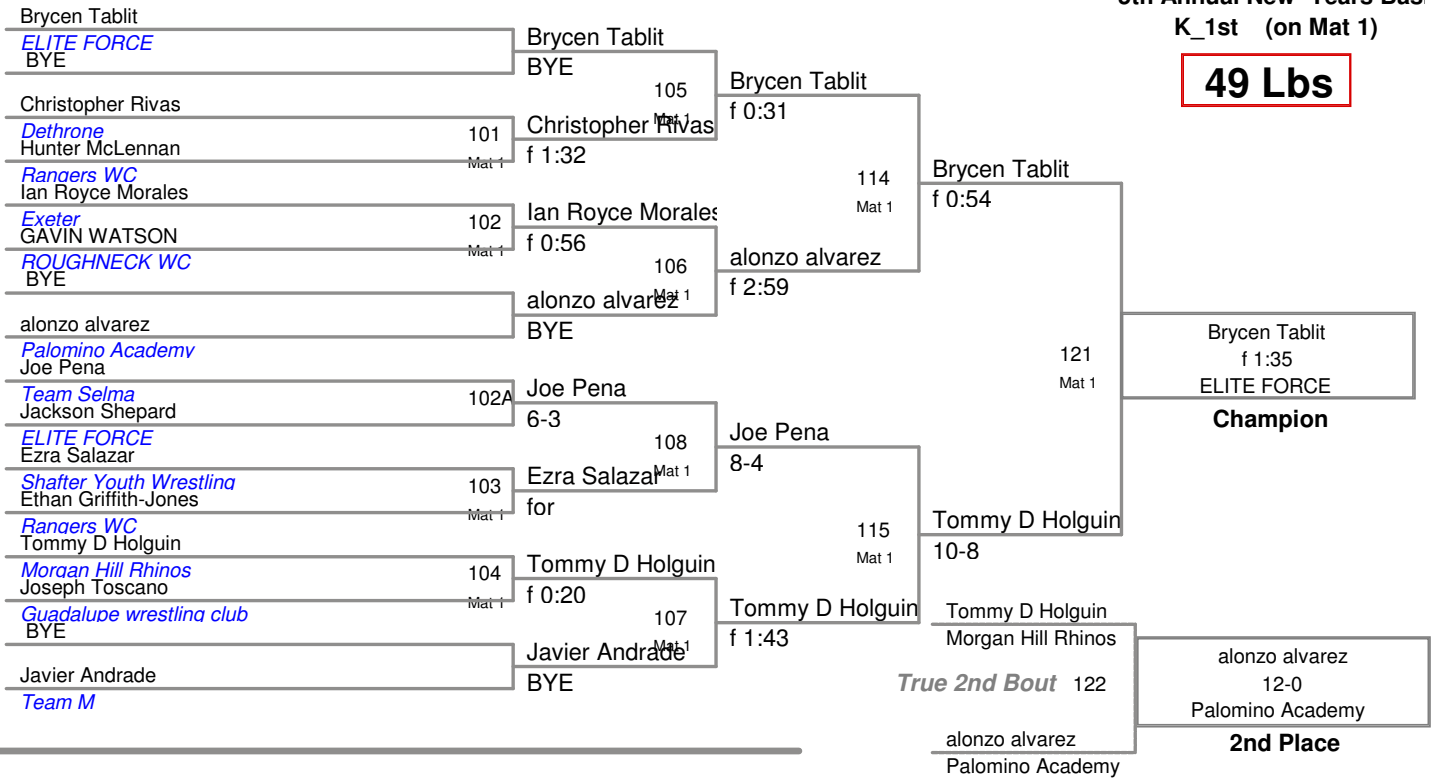 5th Annual New Years Bas
K_1st (on Mat 1)
49 Lbs
Brycen Tablit
ELITE FORCE
BYE
Christopher Rivas
Dethrone
Hunter McLennan
Rangers WC
Ian Royce Morales
Exeter
GAVIN WATSON
ROUGHNECK WC
BYE
alonzo alvarez
Palomino Academy
Joe Pena
Team Selma
Jackson Shepard
ELITE FORCE
Ezra Salazar
Shafter Youth Wrestling
Ethan Griffith-Jones
Rangers WC
Tommy D Holguin
Morgan Hill Rhinos
Joseph Toscano
Guadalupe wrestling club
BYE
Javier Andrade
Team M
101
Mat 1
102
Mat 1
102A
103
Mat 1
104
Mat 1
Brycen Tablit
BYE
Christopher Rivas
f 1:32
Ian Royce Morales
f 0:56
alonzo alvarez
BYE
Joe Pena
6-3
Ezra Salazar
for
Tommy D Holguin
f 0:20
Javier Andrade
BYE
105
Mat 1
106
Mat 1
108
Mat 1
107
Mat 1
Brycen Tablit
f 0:31
alonzo alvarez
f 2:59
Joe Pena
8-4
Tommy D Holguin
f 1:43
114
Mat 1
115
Mat 1
Brycen Tablit
f 0:54
Tommy D Holguin
10-8
121
Mat 1
Brycen Tablit
f 1:35
ELITE FORCE
Champion
Tommy D Holguin
Morgan Hill Rhinos
True 2nd Bout 122
alonzo alvarez
Palomino Academy
alonzo alvarez
12-0
Palomino Academy
2nd Place